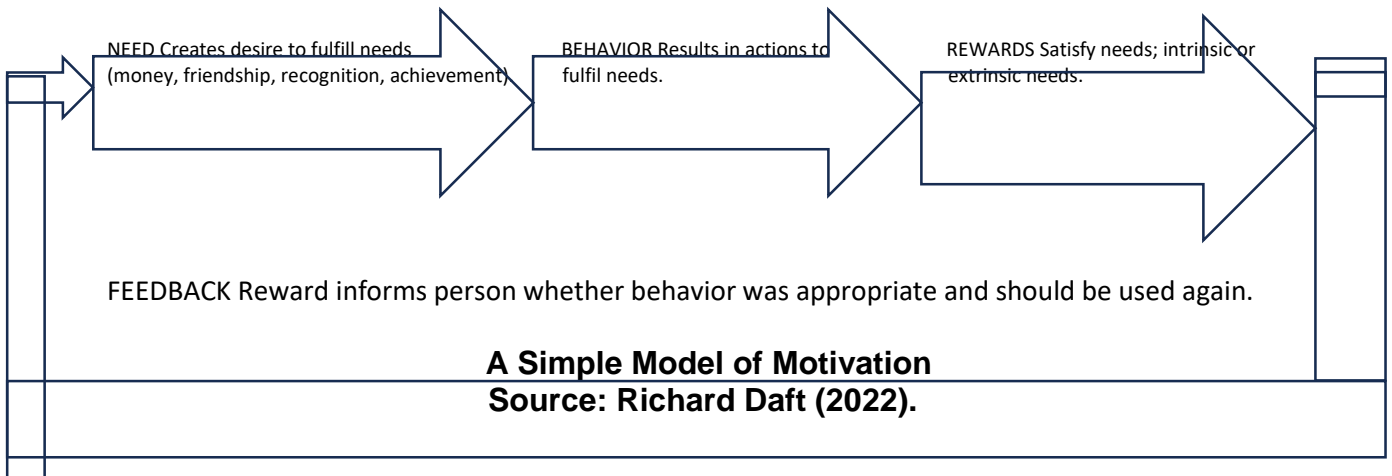 NEED Creates desire to fulfill needs
(money, friendship, recognition, achievement)
BEHAVIOR Results in actions to
fulfil needs.
REWARDS Satisfy needs; intrinsic or
extrinsic needs.
FEEDBACK Reward informs person whether behavior was appropriate and should be used again.
A Simple Model of Motivation
Source: Richard Daft (2022).